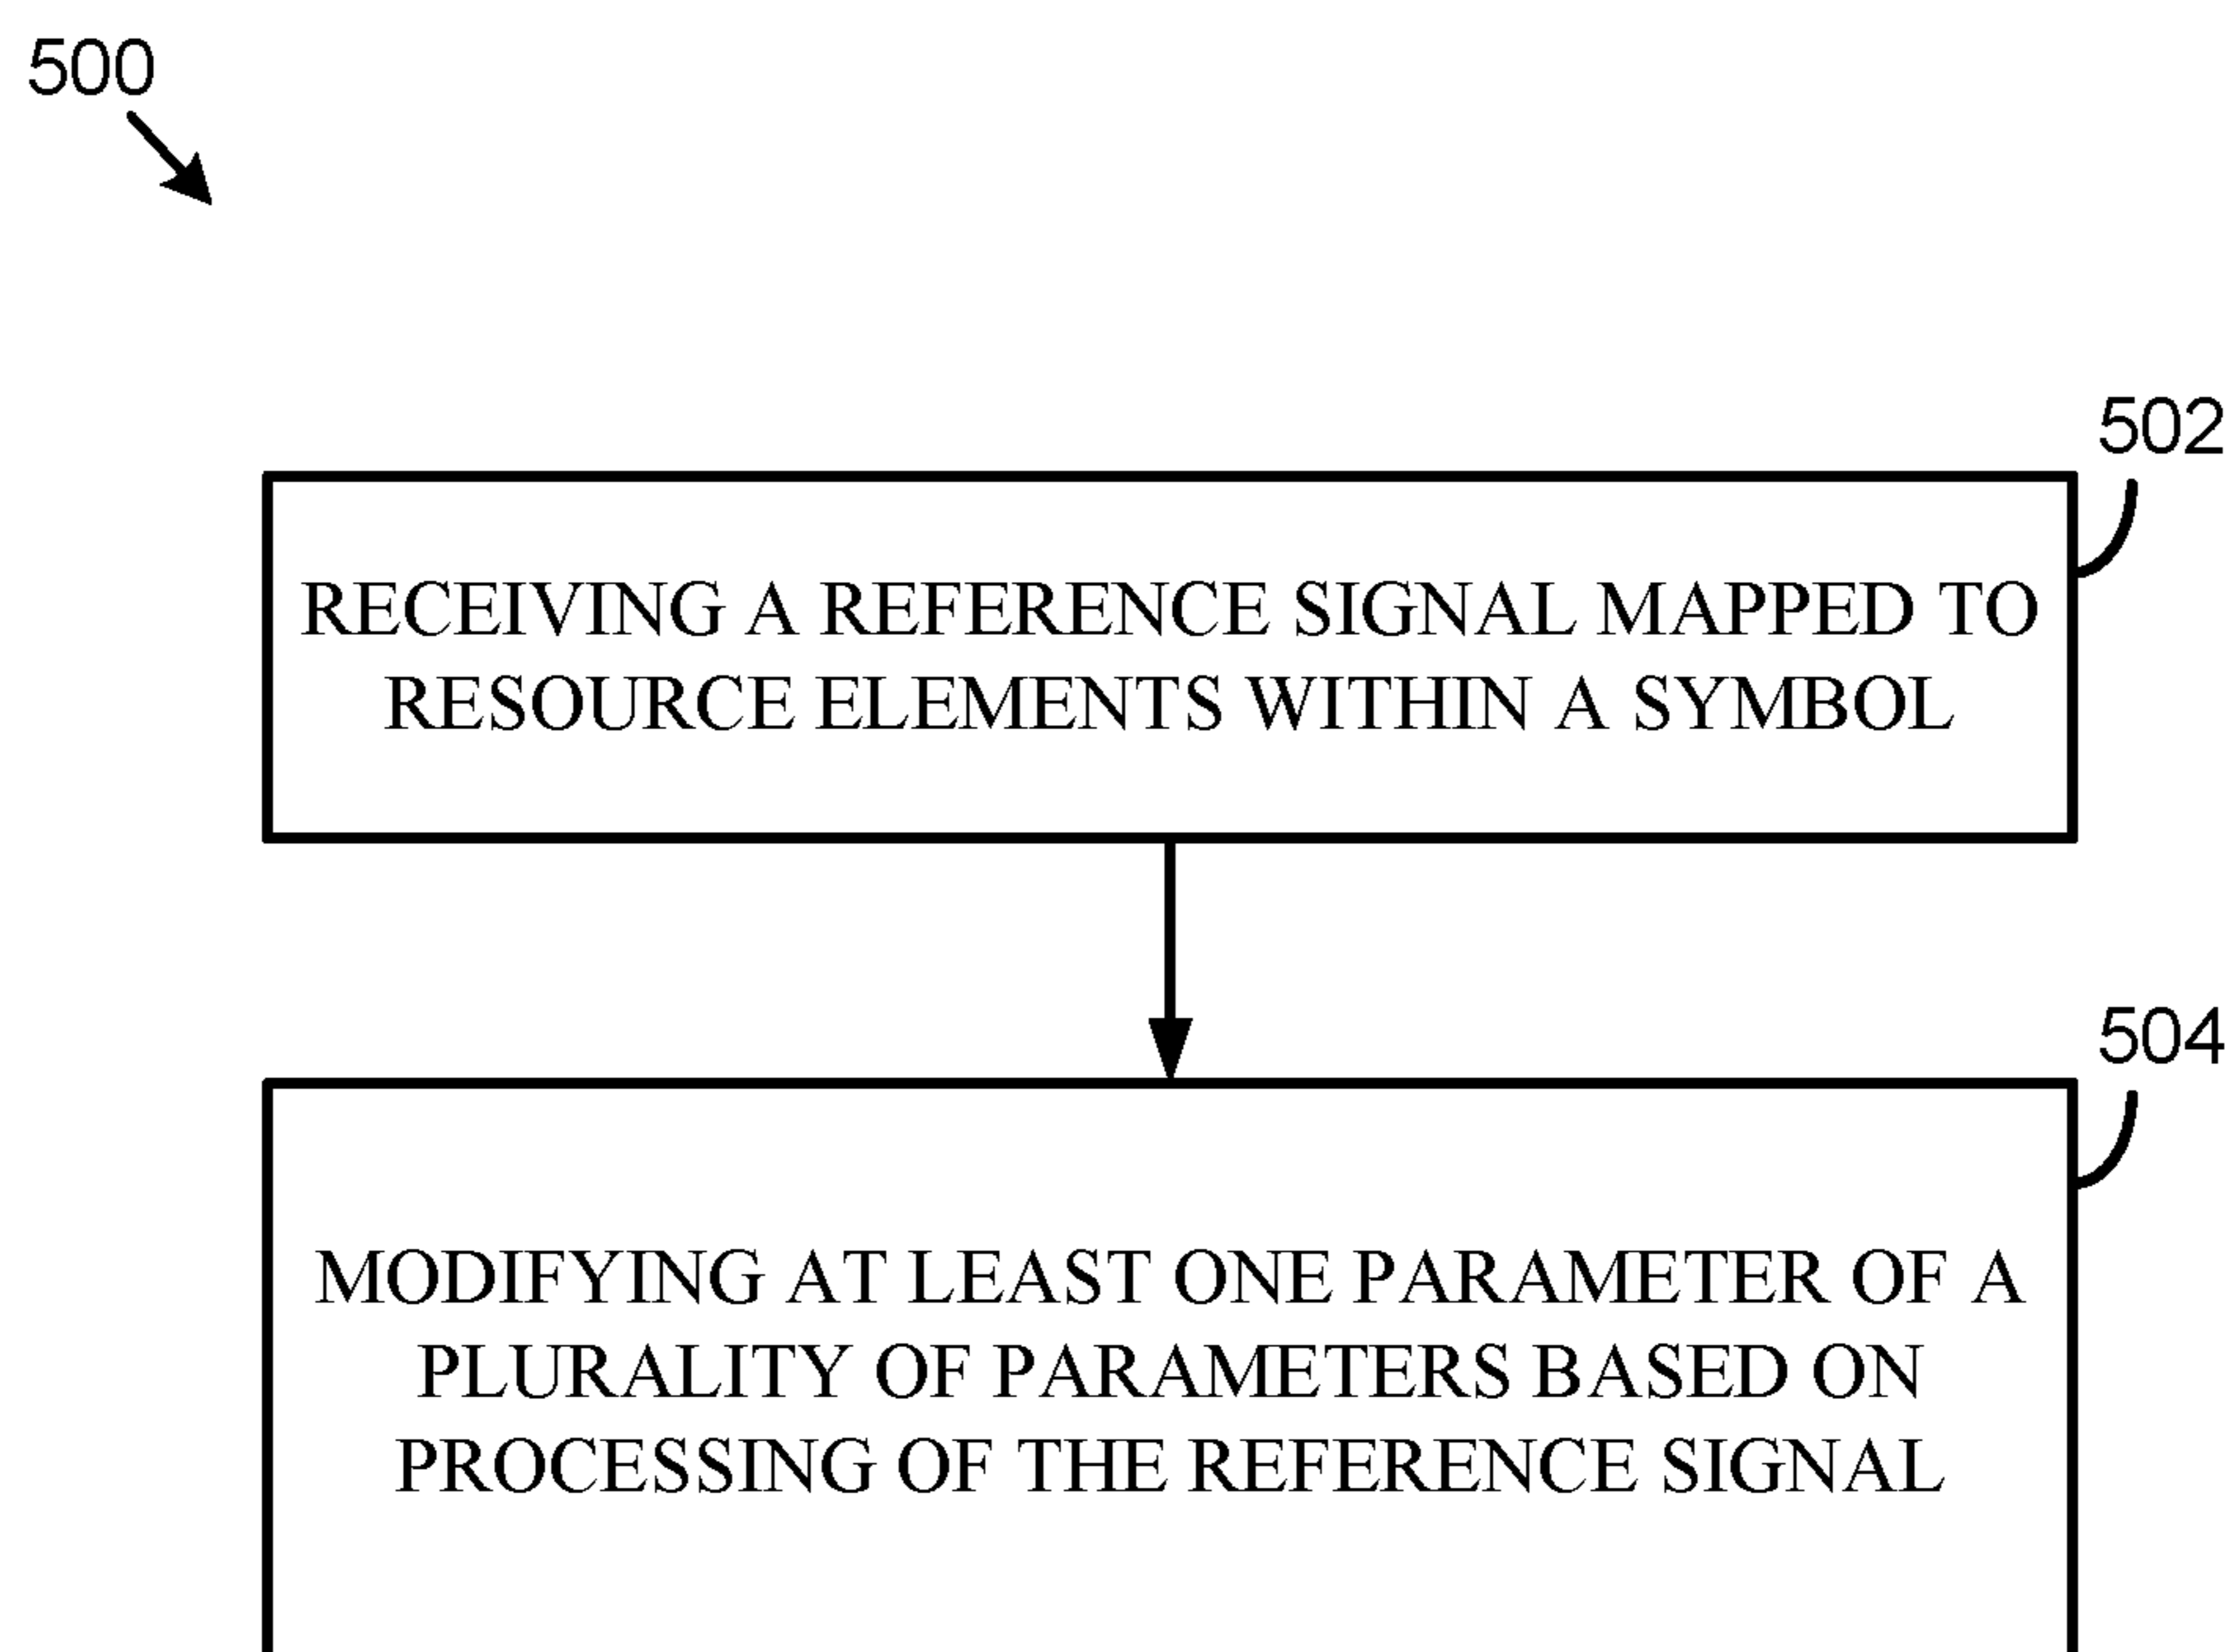 500
502
RECEIVING A REFERENCE SIGNAL MAPPED TO
RESOURCE ELEMENTS WITHIN A SYMBOL
504
MODIFYING AT LEAST ONE PARAMETER OF A
PLURALITY OF PARAMETERS BASED ON
PROCESSING OF THE REFERENCE SIGNAL